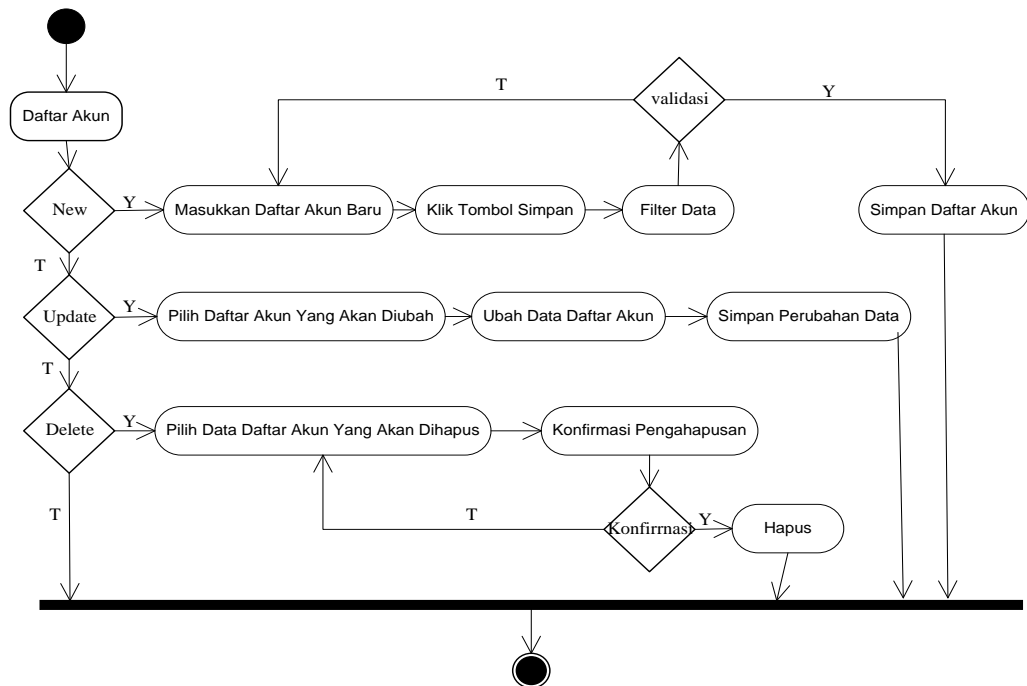 T
validasi
Y
Daftar Akun
New
Y
Masukkan Daftar Akun Baru
Klik Tombol Simpan
Filter Data
Simpan Daftar Akun
T
Update
Y
Pilih Daftar Akun Yang Akan Diubah
Ubah Data Daftar Akun
Simpan Perubahan Data
T
Delete
Y
Pilih Data Daftar Akun Yang Akan Dihapus
Konfirmasi Pengahapusan
T
T
Konfirrnasi
Y
Hapus